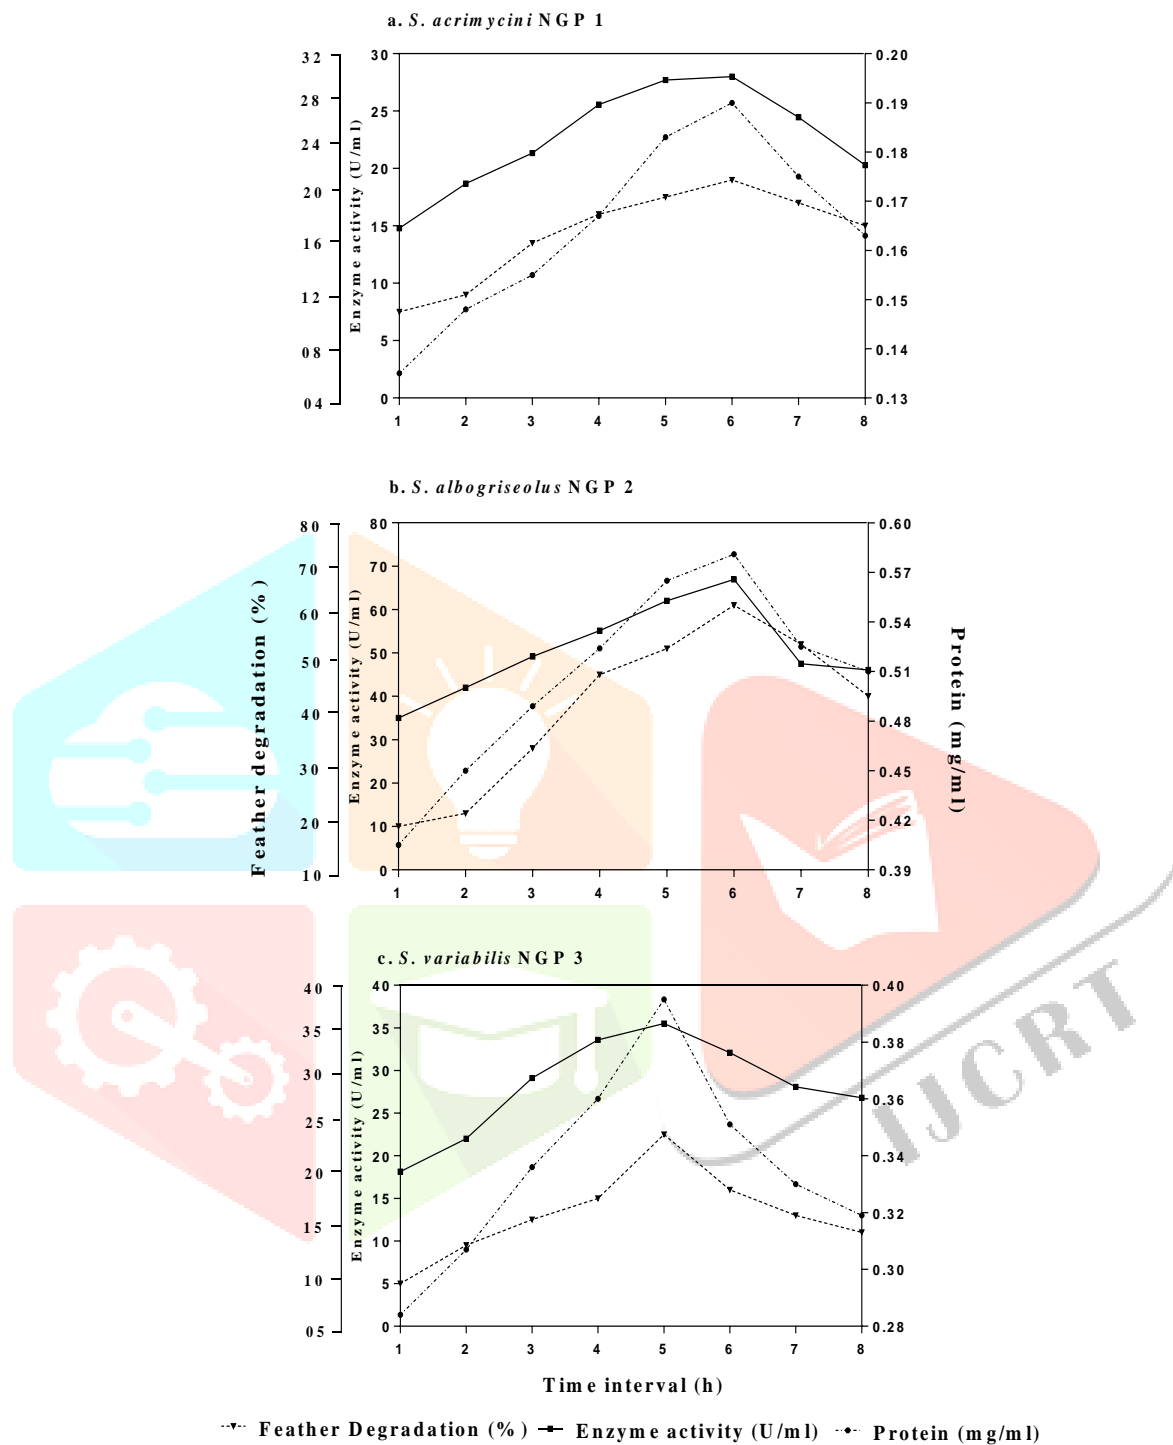 a. S. acrimycini NGP 1
32 30 0.20
28 25 0.19
24 20 0.18
20 15 0.17
16 10 0.16
12 5 0.15
08 0 0.14
04 0.13
Enzyme activity (U/ml)
1 2 3 4 5 6 7 8
b. S. albogriseolus NGP 2
80 80 0.60
70 70 0.57
60 60 0.54
50 50 0.51
40 40 0.48
30 30 0.45
20 20 0.42
10 10 0.39
0
Feather degradation (%)
Enzyme activity (U/ml)
Protein (mg/ml)
1 2 3 4 5 6 7 8
c. S. variabilis NGP 3
40 40 0.40
35 35 0.38
30 30 0.36
25 25 0.34
20 20 0.32
15 15 0.30
10 10 0.28
05 5
0
Enzyme activity (U/ml)
IJCRT
1 2 3 4 5 6 7 8
Time interval (h)
Feather Degradation (%) Enzyme activity (U/ml) Protein (mg/ml)